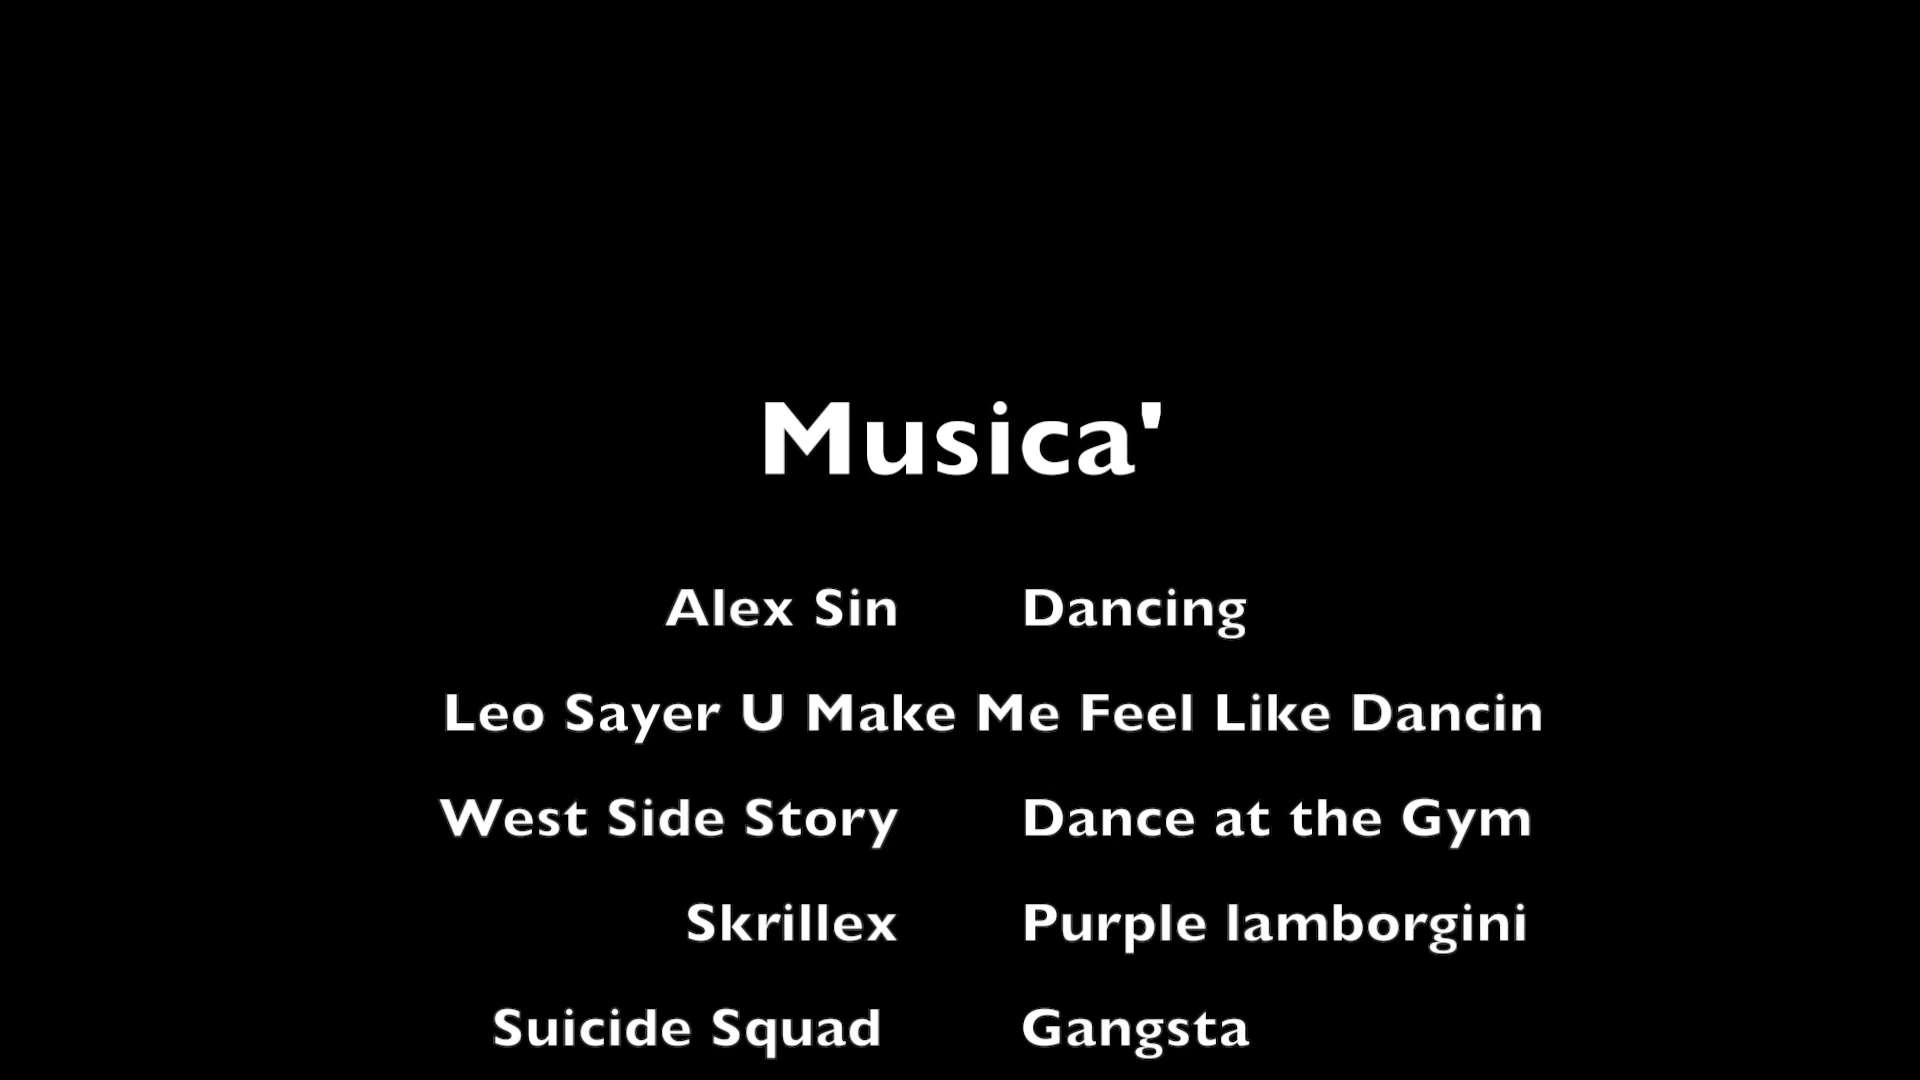 Musica'
Alex Sin Dancing
Leo Sayer U Make Me Feel Like Dancin
West Side Story Dance at the Gym
Skrillex Purple lamborgini
Suicide Squad Gangsta